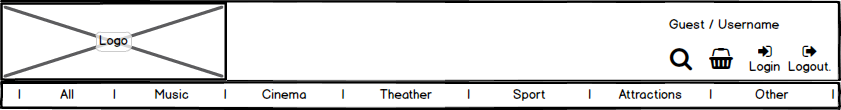 Logo
Guest / Username
Login Logout.
| All | Music | Cinema | Theather | Sport | Attractions | Other |